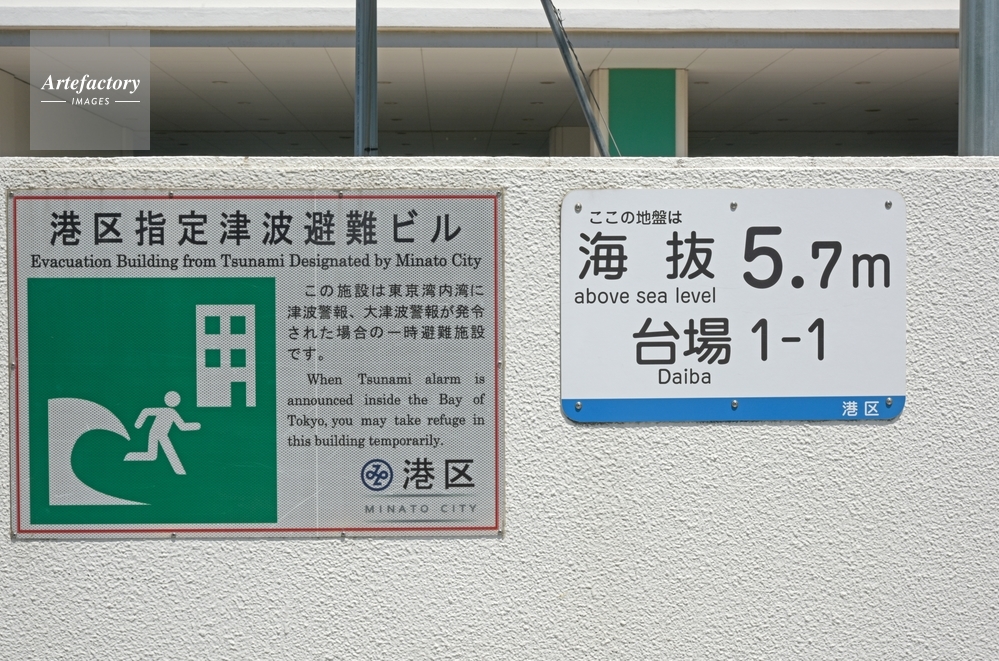 Artefactory
IMAGES
港区指定津波避難ビル
Evacuation Building from Tsunami Designated by Minato City
この施設は東京湾内湾に
津波警報、大津波警報が発令
された場合の一時避難施設
です。
When Tsunami alarm is
announced inside the Bay of
Tokyo, you may take refuge in
this building temporarily.
港区
MINATO CITY
ここの地盤は
海抜 5.7m
above sea level
台場 1-1
Daiba
港区